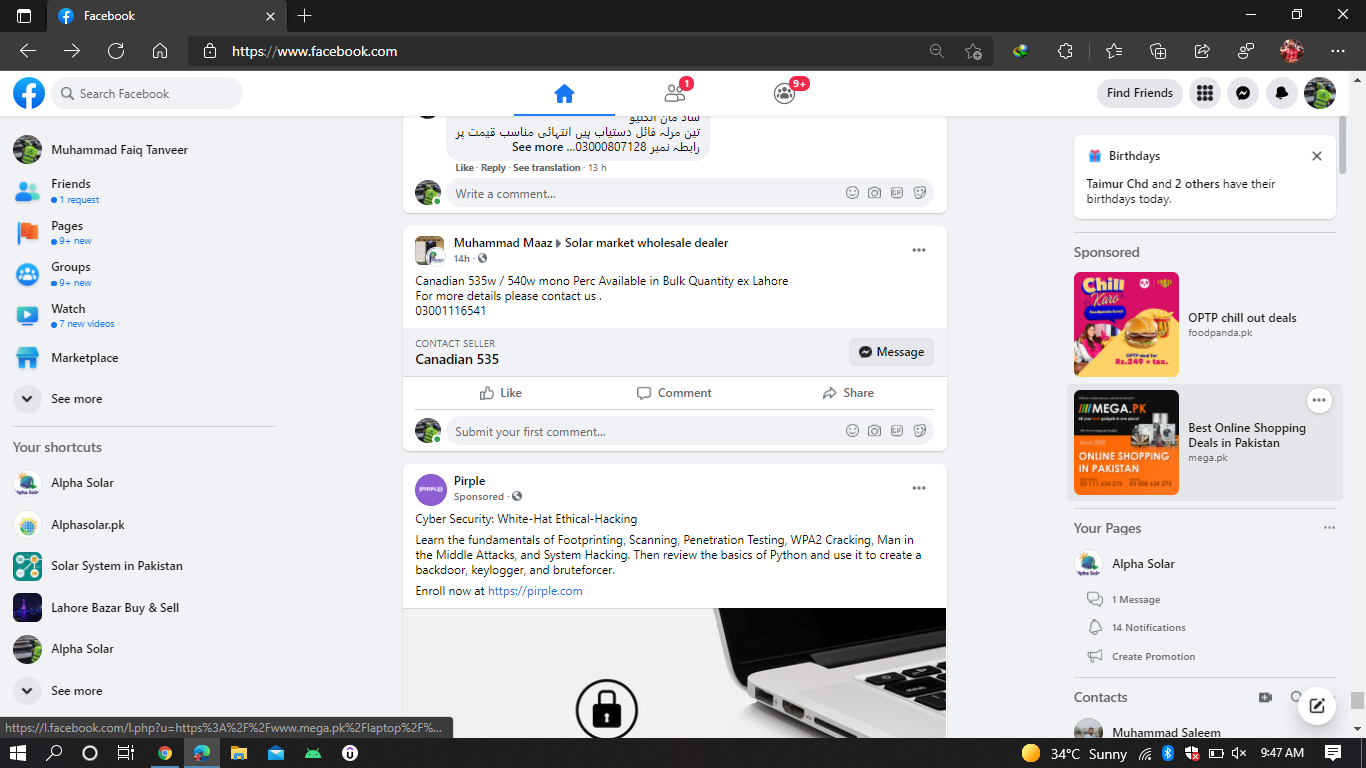 Facebook
https://www.facebook.com
Search Facebook
1
9+
Find Friends
Muhammad Faiq Tanveer
Friends
1 request
Pages
9+ new
Groups
9+ new
Watch
7 new videos
Marketplace
See more
Your shortcuts
Alpha Solar
Alphasolar.pk
Solar System in Pakistan
Lahore Bazar Buy & Sell
Alpha Solar
See more
تین مرلہ فائل دستیاب ہیں انتہائی مناسب قیمت پر
رابطہ نمبر 03000807128... See more
Like · Reply · See translation · 13 h
Write a comment...
Muhammad Maaz ▸ Solar market wholesale dealer
14h ·
Canadian 535w / 540w mono Perc Available in Bulk Quantity ex Lahore
For more details please contact us .
03001116541
CONTACT SELLER
Canadian 535
Message
Like
Comment
Share
Submit your first comment...
{PIRPLE}
Pirple
Sponsored ·
Cyber Security: White-Hat Ethical-Hacking
Learn the fundamentals of Footprinting, Scanning, Penetration Testing, WPA2 Cracking, Man in
the Middle Attacks, and System Hacking. Then review the basics of Python and use it to create a
backdoor, keylogger, and bruteforcer.
Enroll now at https://pirple.com
Birthdays
Taimur Chd and 2 others have their
birthdays today.
Sponsored
Chill
Karo
OPTP deal for
Rs.249 + tax.
OPTP chill out deals
foodpanda.pk
MEGA.PK
Since 2009
ONLINE SHOPPING
IN PAKISTAN
Best Online Shopping
Deals in Pakistan
mega.pk
Your Pages
Alpha Solar
1 Message
14 Notifications
Create Promotion
Contacts
Muhammad Saleem
https://l.facebook.com/l.php?u=https%3A%2F%2Fwww.mega.pk%2Flaptop%2F%...
34°C Sunny
9:47 AM